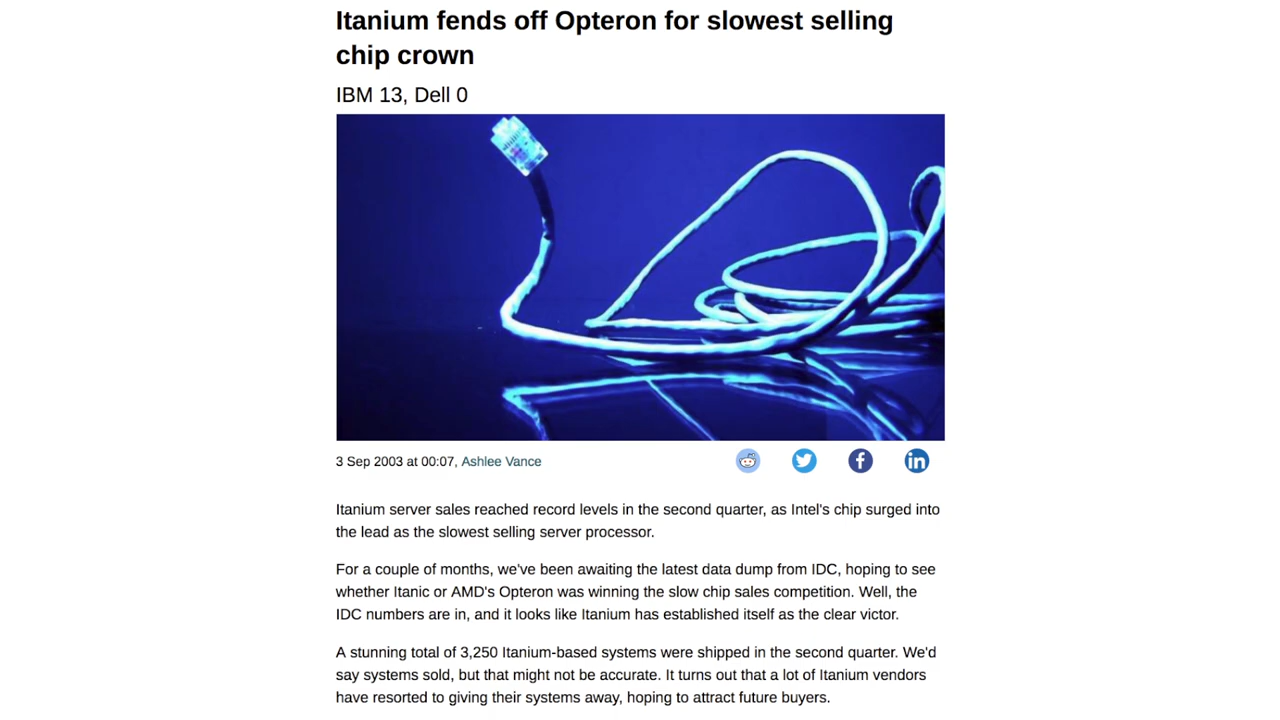 Itanium fends off Opteron for slowest selling
chip crown
IBM 13, Dell 0
3 Sep 2003 at 00:07, Ashlee Vance
Itanium server sales reached record levels in the second quarter, as Intel's chip surged into
the lead as the slowest selling server processor.
For a couple of months, we've been awaiting the latest data dump from IDC, hoping to see
whether Itanic or AMD's Opteron was winning the slow chip sales competition. Well, the
IDC numbers are in, and it looks like Itanium has established itself as the clear victor.
A stunning total of 3,250 Itanium-based systems were shipped in the second quarter. We'd
say systems sold, but that might not be accurate. It turns out that a lot of Itanium vendors
have resorted to giving their systems away, hoping to attract future buyers.